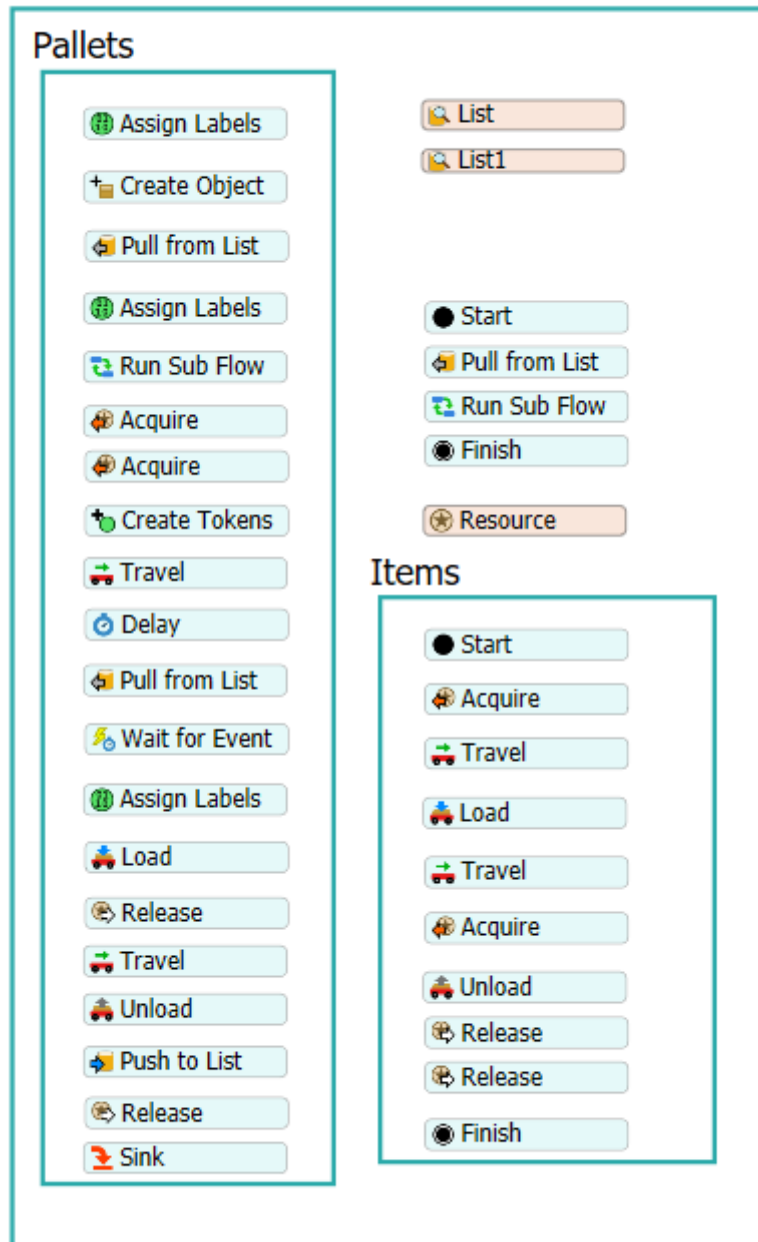 Pallets
Assign Labels
Create Object
Pull from List
Assign Labels
Run Sub Flow
Acquire
Acquire
Create Tokens
Travel
Delay
Pull from List
Wait for Event
Assign Labels
Load
Release
Travel
Unload
Push to List
Release
Sink
List
List1
Start
Pull from List
Run Sub Flow
Finish
Resource
Items
Start
Acquire
Travel
Load
Travel
Acquire
Unload
Release
Release
Finish